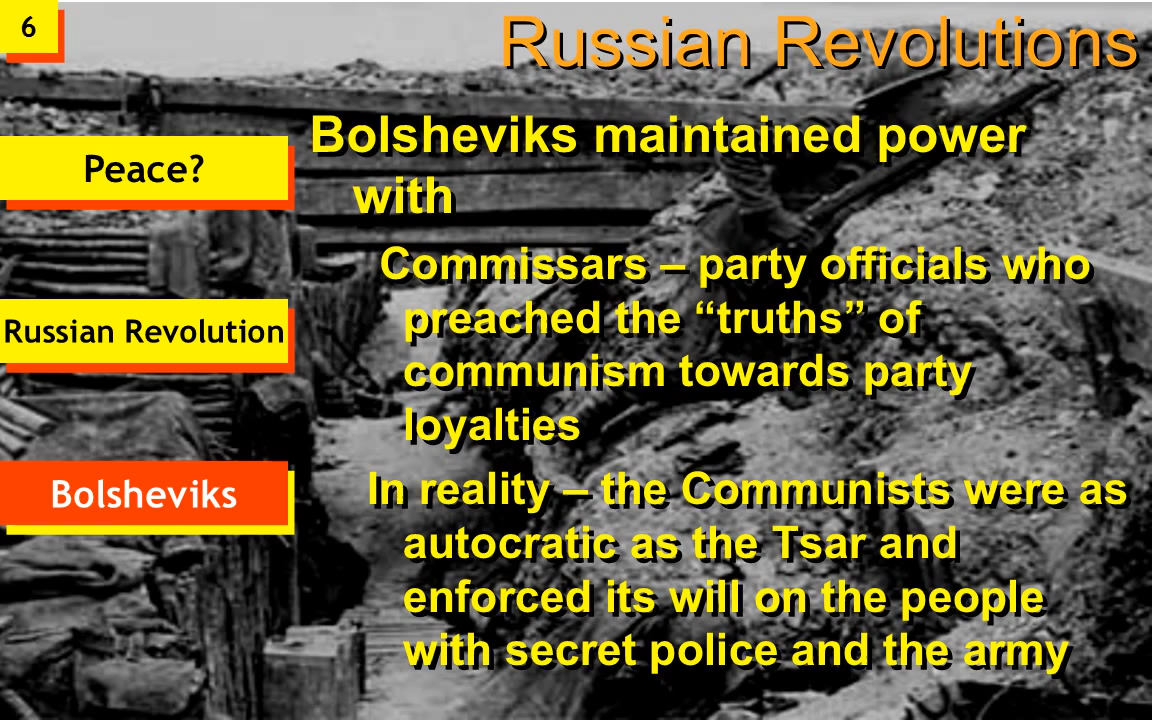 6
Russian Revolutions
Peace?
Russian Revolution
Bolsheviks
Bolsheviks maintained power
with
Commissars – party officials who
preached the “truths” of
communism towards party
loyalties
In reality – the Communists were as
autocratic as the Tsar and
enforced its will on the people
with secret police and the army